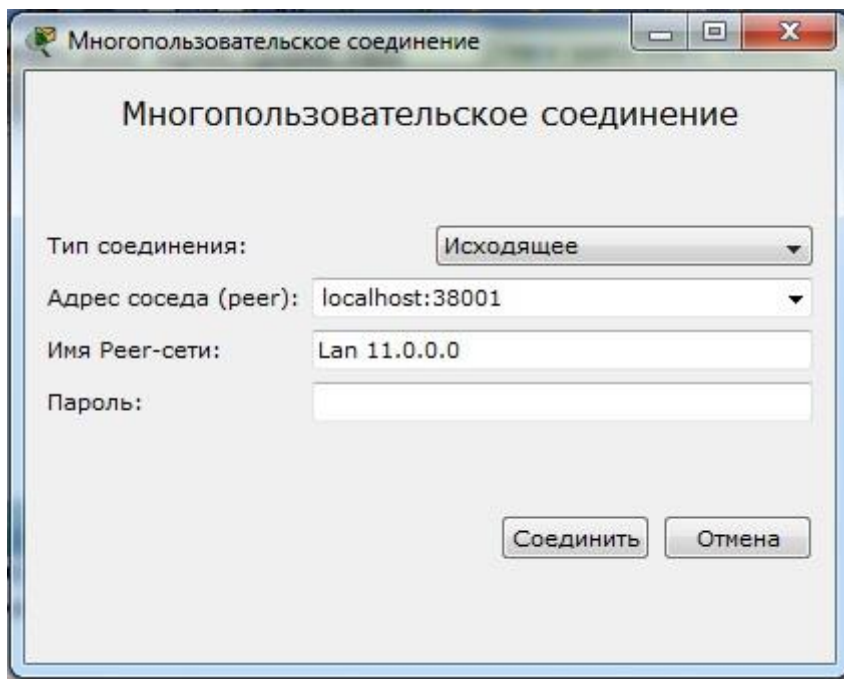 Многопользовательское соединение
Многопользовательское соединение
Тип соединения: Исходящее
Адрес соседа (peer): localhost:38001
Имя Peer-сети: Lan 11.0.0.0
Пароль:
Соединить Отмена